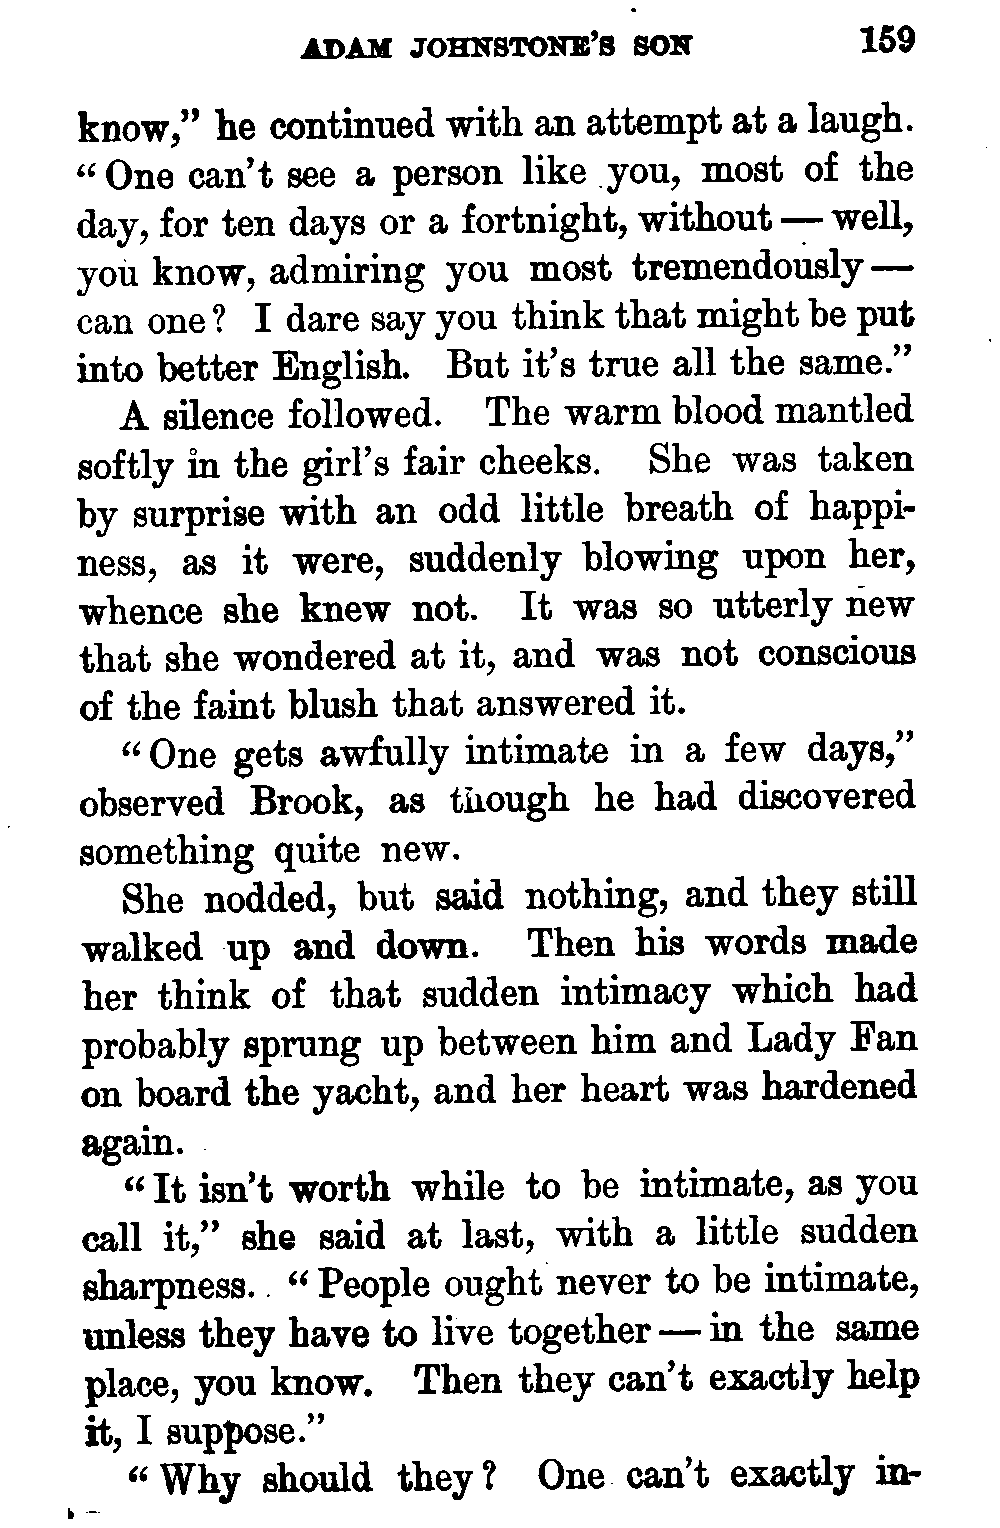 ADAM JOHNSTONE'S SON 159
know," he continued with an attempt at a laugh.
"One can't see a person like you, most of the
day, for ten days or a fortnight, without — well,
you know, admiring you most tremendously —
can one? I dare say you think that might be put
into better English. But it's true all the same."
A silence followed. The warm blood mantled
softly in the girl's fair cheeks. She was taken
by surprise with an odd little breath of happi-
ness, as it were, suddenly blowing upon her,
whence she knew not. It was so utterly new
that she wondered at it, and was not conscious
of the faint blush that answered it.
"One gets awfully intimate in a few days,"
observed Brook, as though he had discovered
something quite new.
She nodded, but said nothing, and they still
walked up and down. Then his words made
her think of that sudden intimacy which had
probably sprung up between him and Lady Fan
on board the yacht, and her heart was hardened
again.
"It isn't worth while to be intimate, as you
call it," she said at last, with a little sudden
sharpness. "People ought never to be intimate,
unless they have to live together — in the same
place, you know. Then they can't exactly help
it, I suppose."
"Why should they? One can't exactly in-